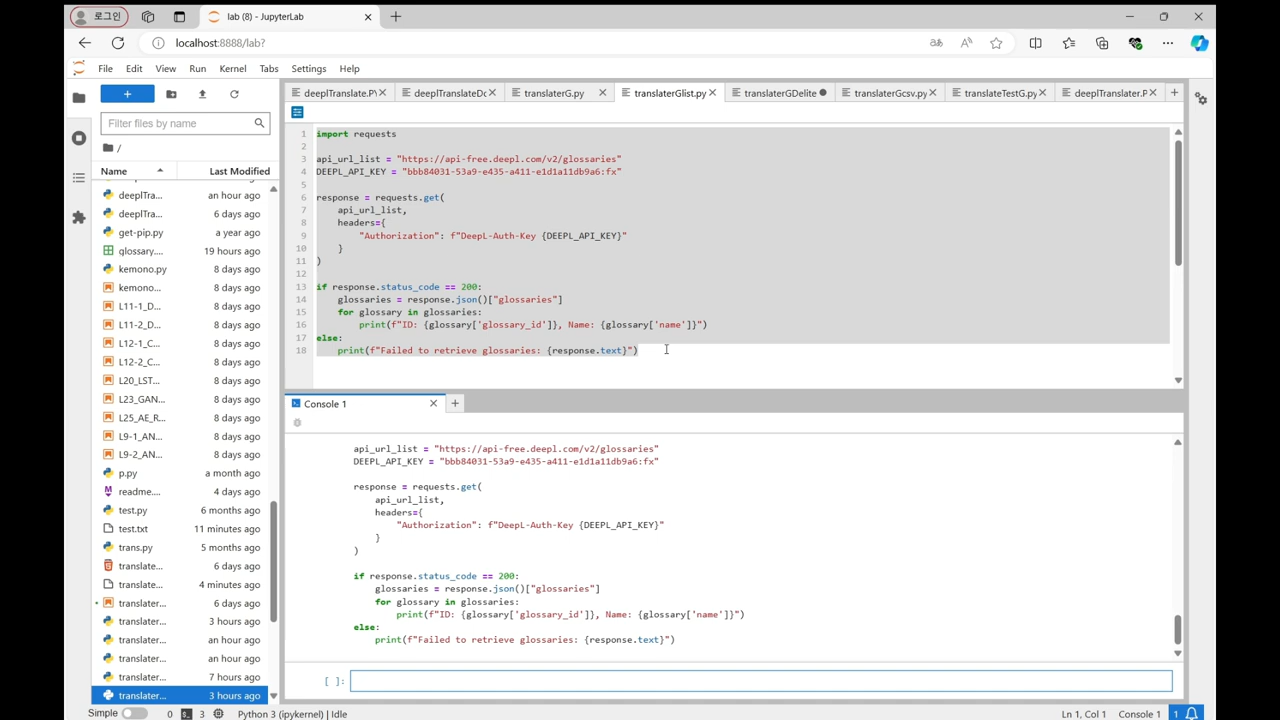 로그인
lab (8) - JupyterLab
localhost:8888/lab?
File Edit View Run Kernel Tabs Settings Help
deeplTranslate.P
deeplTranslateDo
translaterG.py
translaterGlist.py
translaterGDelite
translaterGcsv.py
translateTestG.py
deeplTranslater.P
Filter files by name
/
Name Last Modified
deeplTra... an hour ago
deeplTra... 6 days ago
get-pip.py a year ago
glossary.... 19 hours ago
kemono.py 8 days ago
kemono... 8 days ago
L11-1_D... 8 days ago
L11-2_D... 8 days ago
L12-1_C... 8 days ago
L12-2_C... 8 days ago
L20_LST... 8 days ago
L23_GAN... 8 days ago
L25_AE_R... 8 days ago
L9-1_AN... 8 days ago
L9-2_AN... 8 days ago
p.py a month ago
readme.... 4 days ago
test.py 6 months ago
test.txt 11 minutes ago
trans.py 5 months ago
translate... 6 days ago
translate... 4 minutes ago
translater... 6 days ago
translater... 3 hours ago
translater... an hour ago
translater... an hour ago
translater... 7 hours ago
translater... 3 hours ago
1 import requests
2
3 api_url_list = "https://api-free.deepl.com/v2/glossaries"
4 DEEPL_API_KEY = "bbb84031-53a9-e435-a411-e1d1a11db9a6:fx"
5
6 response = requests.get(
7 api_url_list,
8 headers={
9 "Authorization": f"DeepL-Auth-Key {DEEPL_API_KEY}"
10 }
11 )
12
13 if response.status_code == 200:
14 glossaries = response.json()["glossaries"]
15 for glossary in glossaries:
16 print(f"ID: {glossary['glossary_id']}, Name: {glossary['name']}")
17 else:
18 print(f"Failed to retrieve glossaries: {response.text}")
Console 1
api_url_list = "https://api-free.deepl.com/v2/glossaries"
DEEPL_API_KEY = "bbb84031-53a9-e435-a411-e1d1a11db9a6:fx"
response = requests.get(
api_url_list,
headers={
"Authorization": f"DeepL-Auth-Key {DEEPL_API_KEY}"
}
)
if response.status_code == 200:
glossaries = response.json()["glossaries"]
for glossary in glossaries:
print(f"ID: {glossary['glossary_id']}, Name: {glossary['name']}")
else:
print(f"Failed to retrieve glossaries: {response.text}")
[ ]:
Simple 0 3 Python 3 (ipykernel) | Idle Ln 1, Col 1 Console 1 1